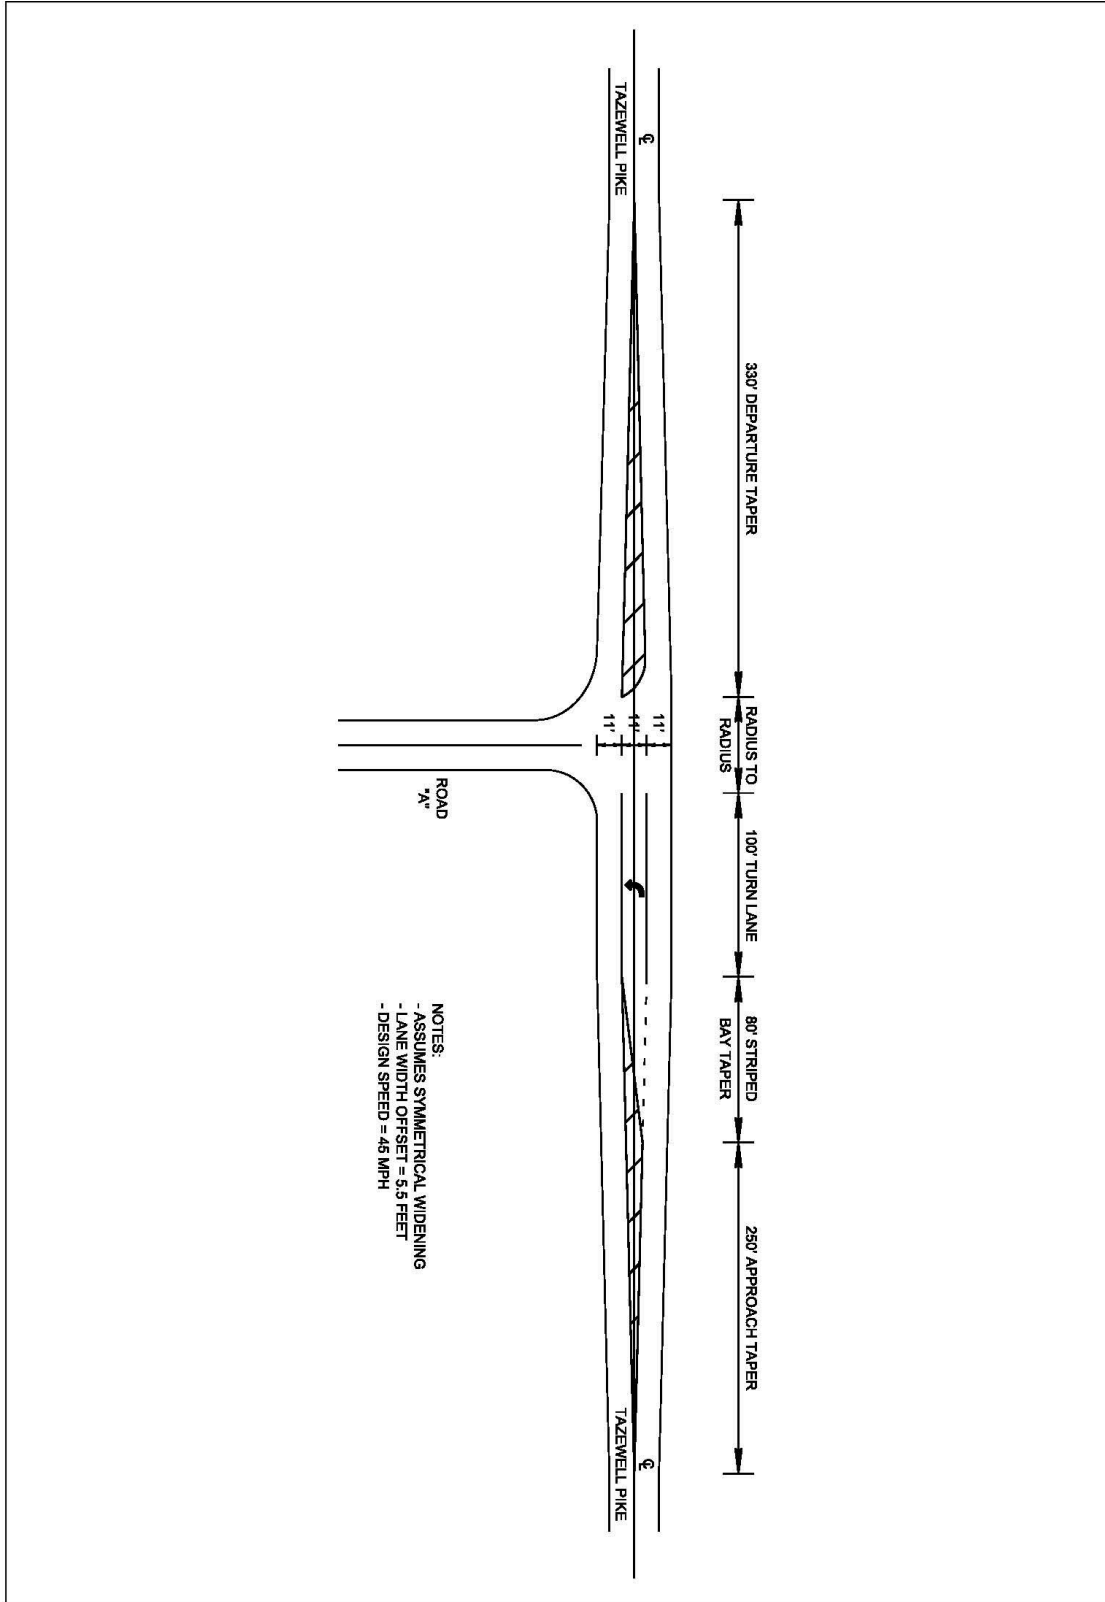 TAZEWELL PIKE
℄
330' DEPARTURE TAPER
RADIUS TO
RADIUS
100' TURN LANE
80' STRIPED
BAY TAPER
250' APPROACH TAPER
11'
11'
11'
ROAD
"A"
TAZEWELL PIKE
℄
NOTES:
- ASSUMES SYMMETRICAL WIDENING
- LANE WIDTH OFFSET = 5.5 FEET
- DESIGN SPEED = 45 MPH